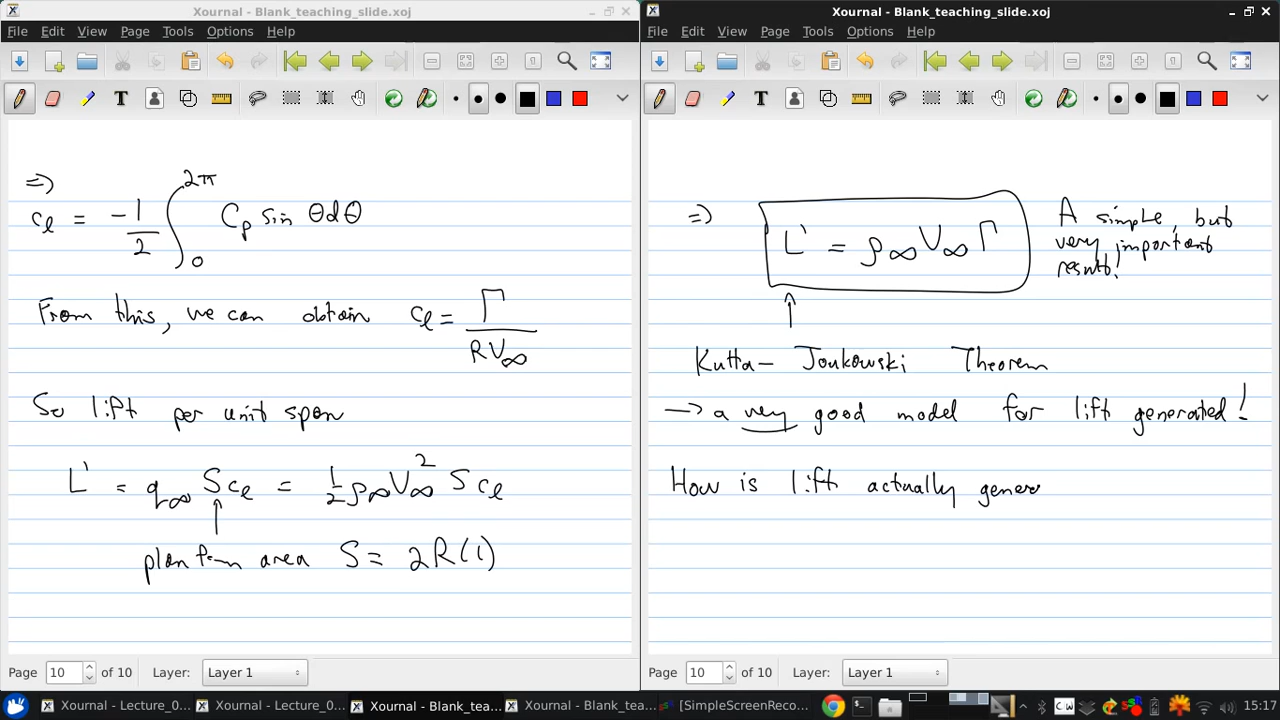 Xournal - Blank_teaching_slide.xoj
File Edit View Page Tools Options Help
⇒
cℓ = -1/2 ∫₀^2π Cp sin θdθ
From this, we can obtain cℓ = Γ/RV∞
So lift per unit span
L' = q∞ S cℓ = 1/2 ρ∞ V∞² S cℓ
↑
planform area S = 2R(1)
Page 10 of 10 Layer: Layer 1
Xournal - Blank_teaching_slide.xoj
File Edit View Page Tools Options Help
⇒ L' = ρ∞ V∞ Γ
A simple, but
very important
result!
↑
Kutta- Joukowski Theorem
→ a very good model for lift generated!
How is lift actually gener
Page 10 of 10 Layer: Layer 1
Xournal - Lecture_0... Xournal - Lecture_0... Xournal - Blank_tea... Xournal - Blank_tea... [SimpleScreenReco... 15:17